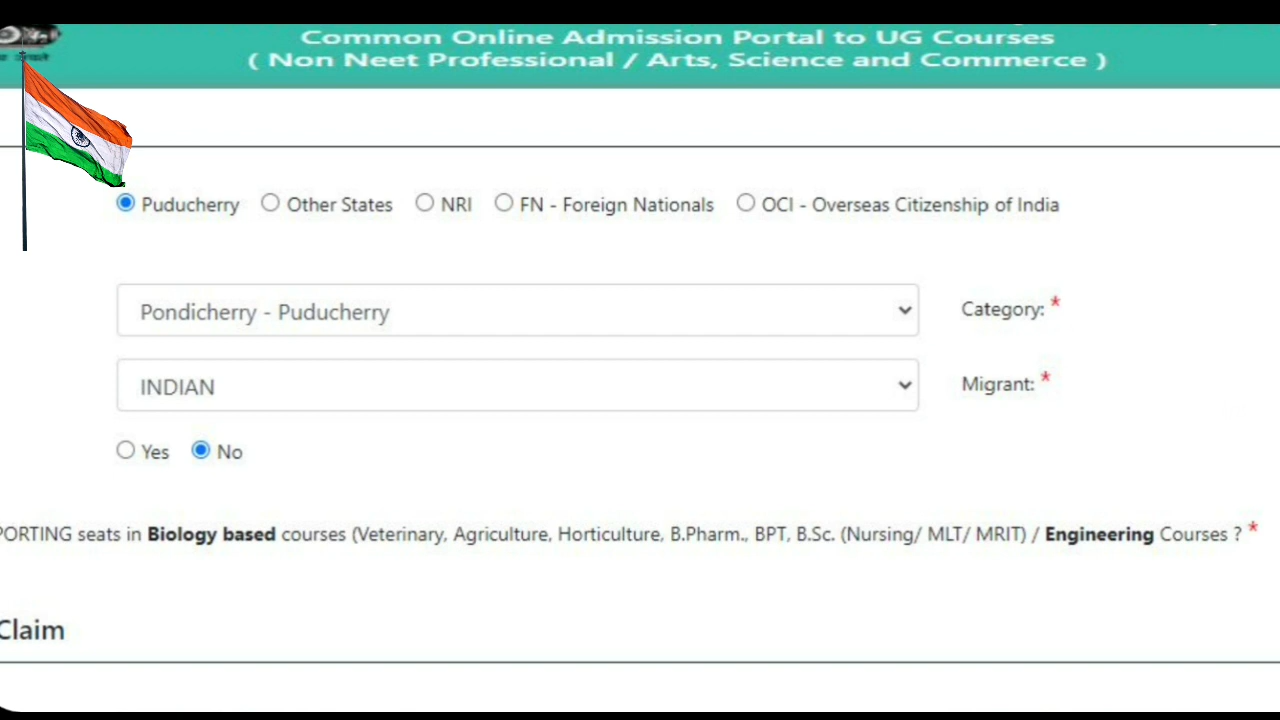 Common Online Admission Portal to UG Courses
( Non Neet Professional / Arts, Science and Commerce )
Puducherry Other States NRI FN - Foreign Nationals OCI - Overseas Citizenship of India
Pondicherry - Puducherry Category: *
INDIAN Migrant: *
Yes No
PORTING seats in Biology based courses (Veterinary, Agriculture, Horticulture, B.Pharm., BPT, B.Sc. (Nursing/ MLT/ MRIT) / Engineering Courses ? *
Claim